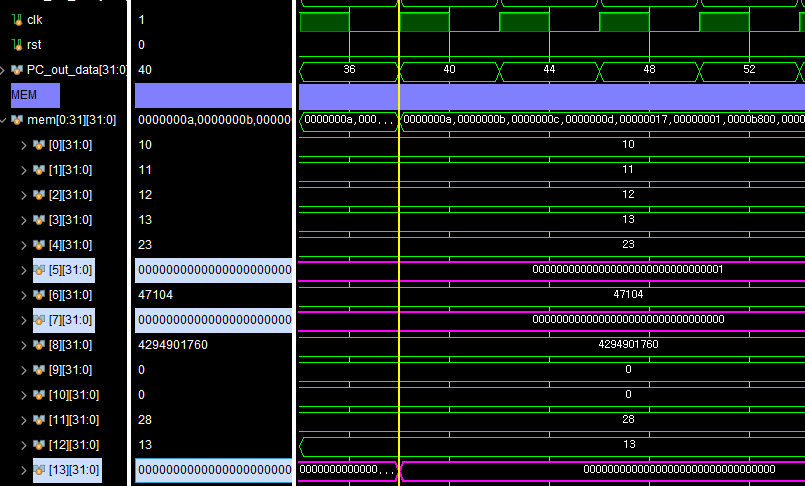 clk 1
rst 0
PC_out_data[31:0] 40 36 40 44 48 52
MEM
mem[0:31][31:0] 0000000a,0000000b,00000 0000000a,000... 0000000a,0000000b,0000000c,0000000d,00000017,00000001,0000b800,0000
[0][31:0] 10 10
[1][31:0] 11 11
[2][31:0] 12 12
[3][31:0] 13 13
[4][31:0] 23 23
[5][31:0] 0000000000000000000000 00000000000000000000000000000001
[6][31:0] 47104 47104
[7][31:0] 0000000000000000000000 00000000000000000000000000000000
[8][31:0] 4294901760 4294901760
[9][31:0] 0 0
[10][31:0] 0 0
[11][31:0] 28 28
[12][31:0] 13 13
[13][31:0] 0000000000000000000000 0000000000000... 00000000000000000000000000000000